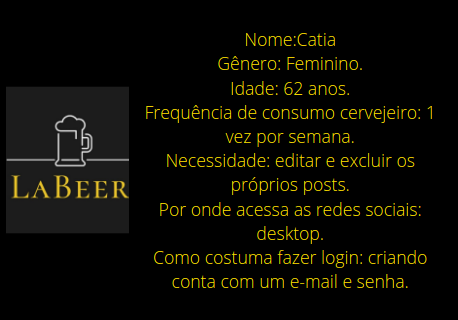 Nome:Catia
Gênero: Feminino.
Idade: 62 anos.
Frequência de consumo cervejeiro: 1
vez por semana.
Necessidade: editar e excluir os
próprios posts.
Por onde acessa as redes sociais:
desktop.
Como costuma fazer login: criando
conta com um e-mail e senha.
LABEER